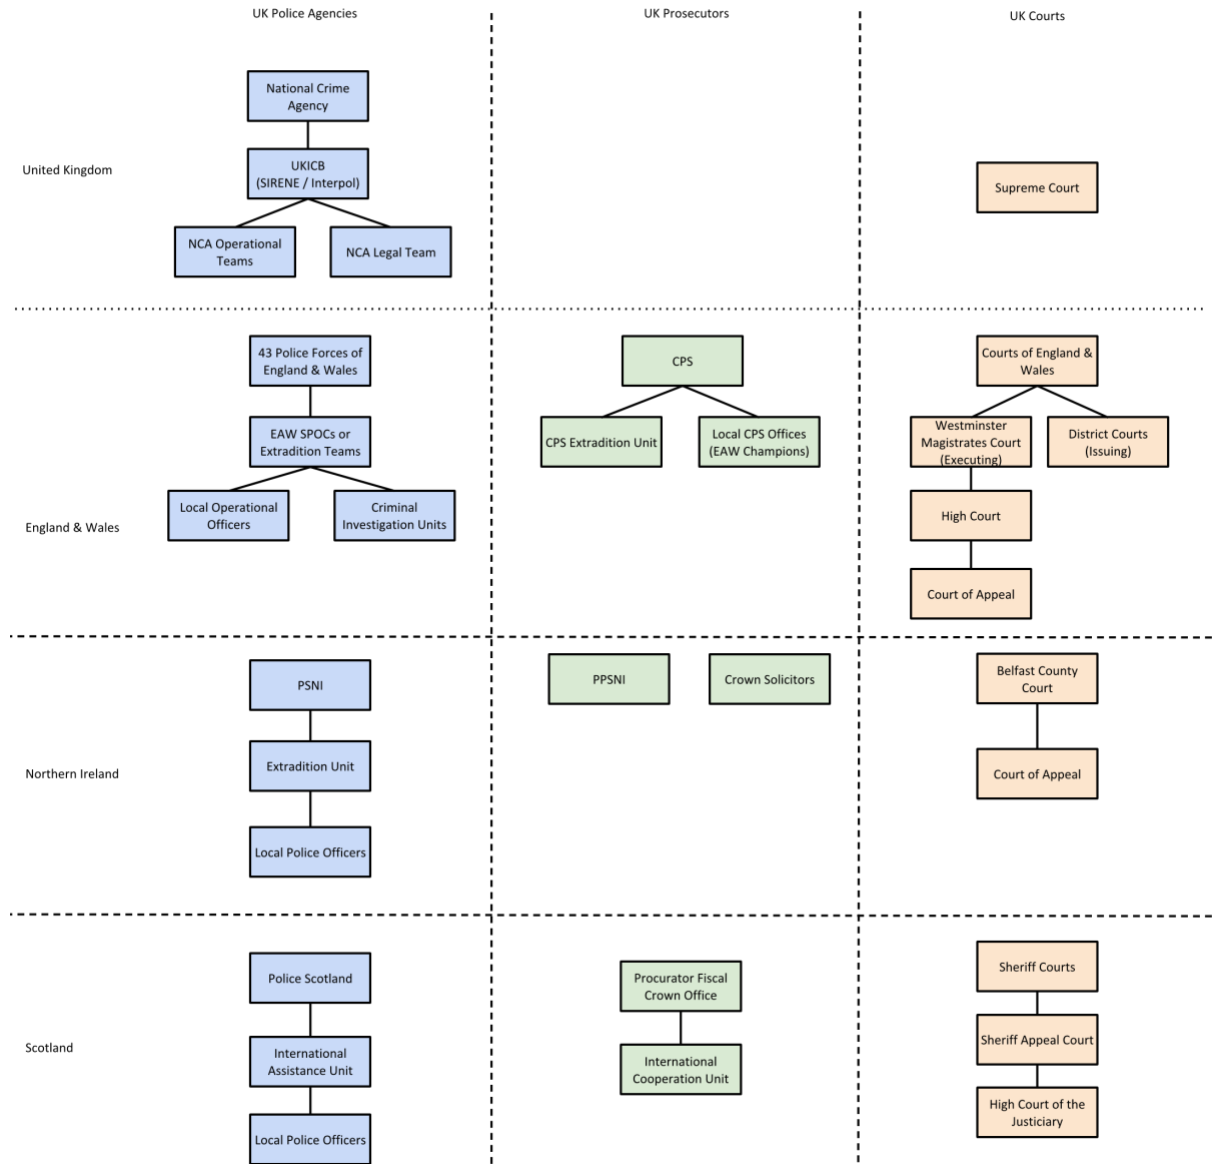 UK Police Agencies
UK Prosecutors
UK Courts
United Kingdom
National Crime
Agency
UKICB
(SIRENE / Interpol)
NCA Operational
Teams
NCA Legal Team
Supreme Court
England & Wales
43 Police Forces of
England & Wales
EAW SPOCs or
Extradition Teams
Local Operational
Officers
Criminal
Investigation Units
CPS
CPS Extradition Unit
Local CPS Offices
(EAW Champions)
Courts of England &
Wales
Westminster
Magistrates Court
(Executing)
District Courts
(Issuing)
High Court
Court of Appeal
Northern Ireland
PSNI
Extradition Unit
Local Police Officers
PPSNI
Crown Solicitors
Belfast County
Court
Court of Appeal
Scotland
Police Scotland
International
Assistance Unit
Local Police Officers
Procurator Fiscal
Crown Office
International
Cooperation Unit
Sheriff Courts
Sheriff Appeal Court
High Court of the
Justiciary